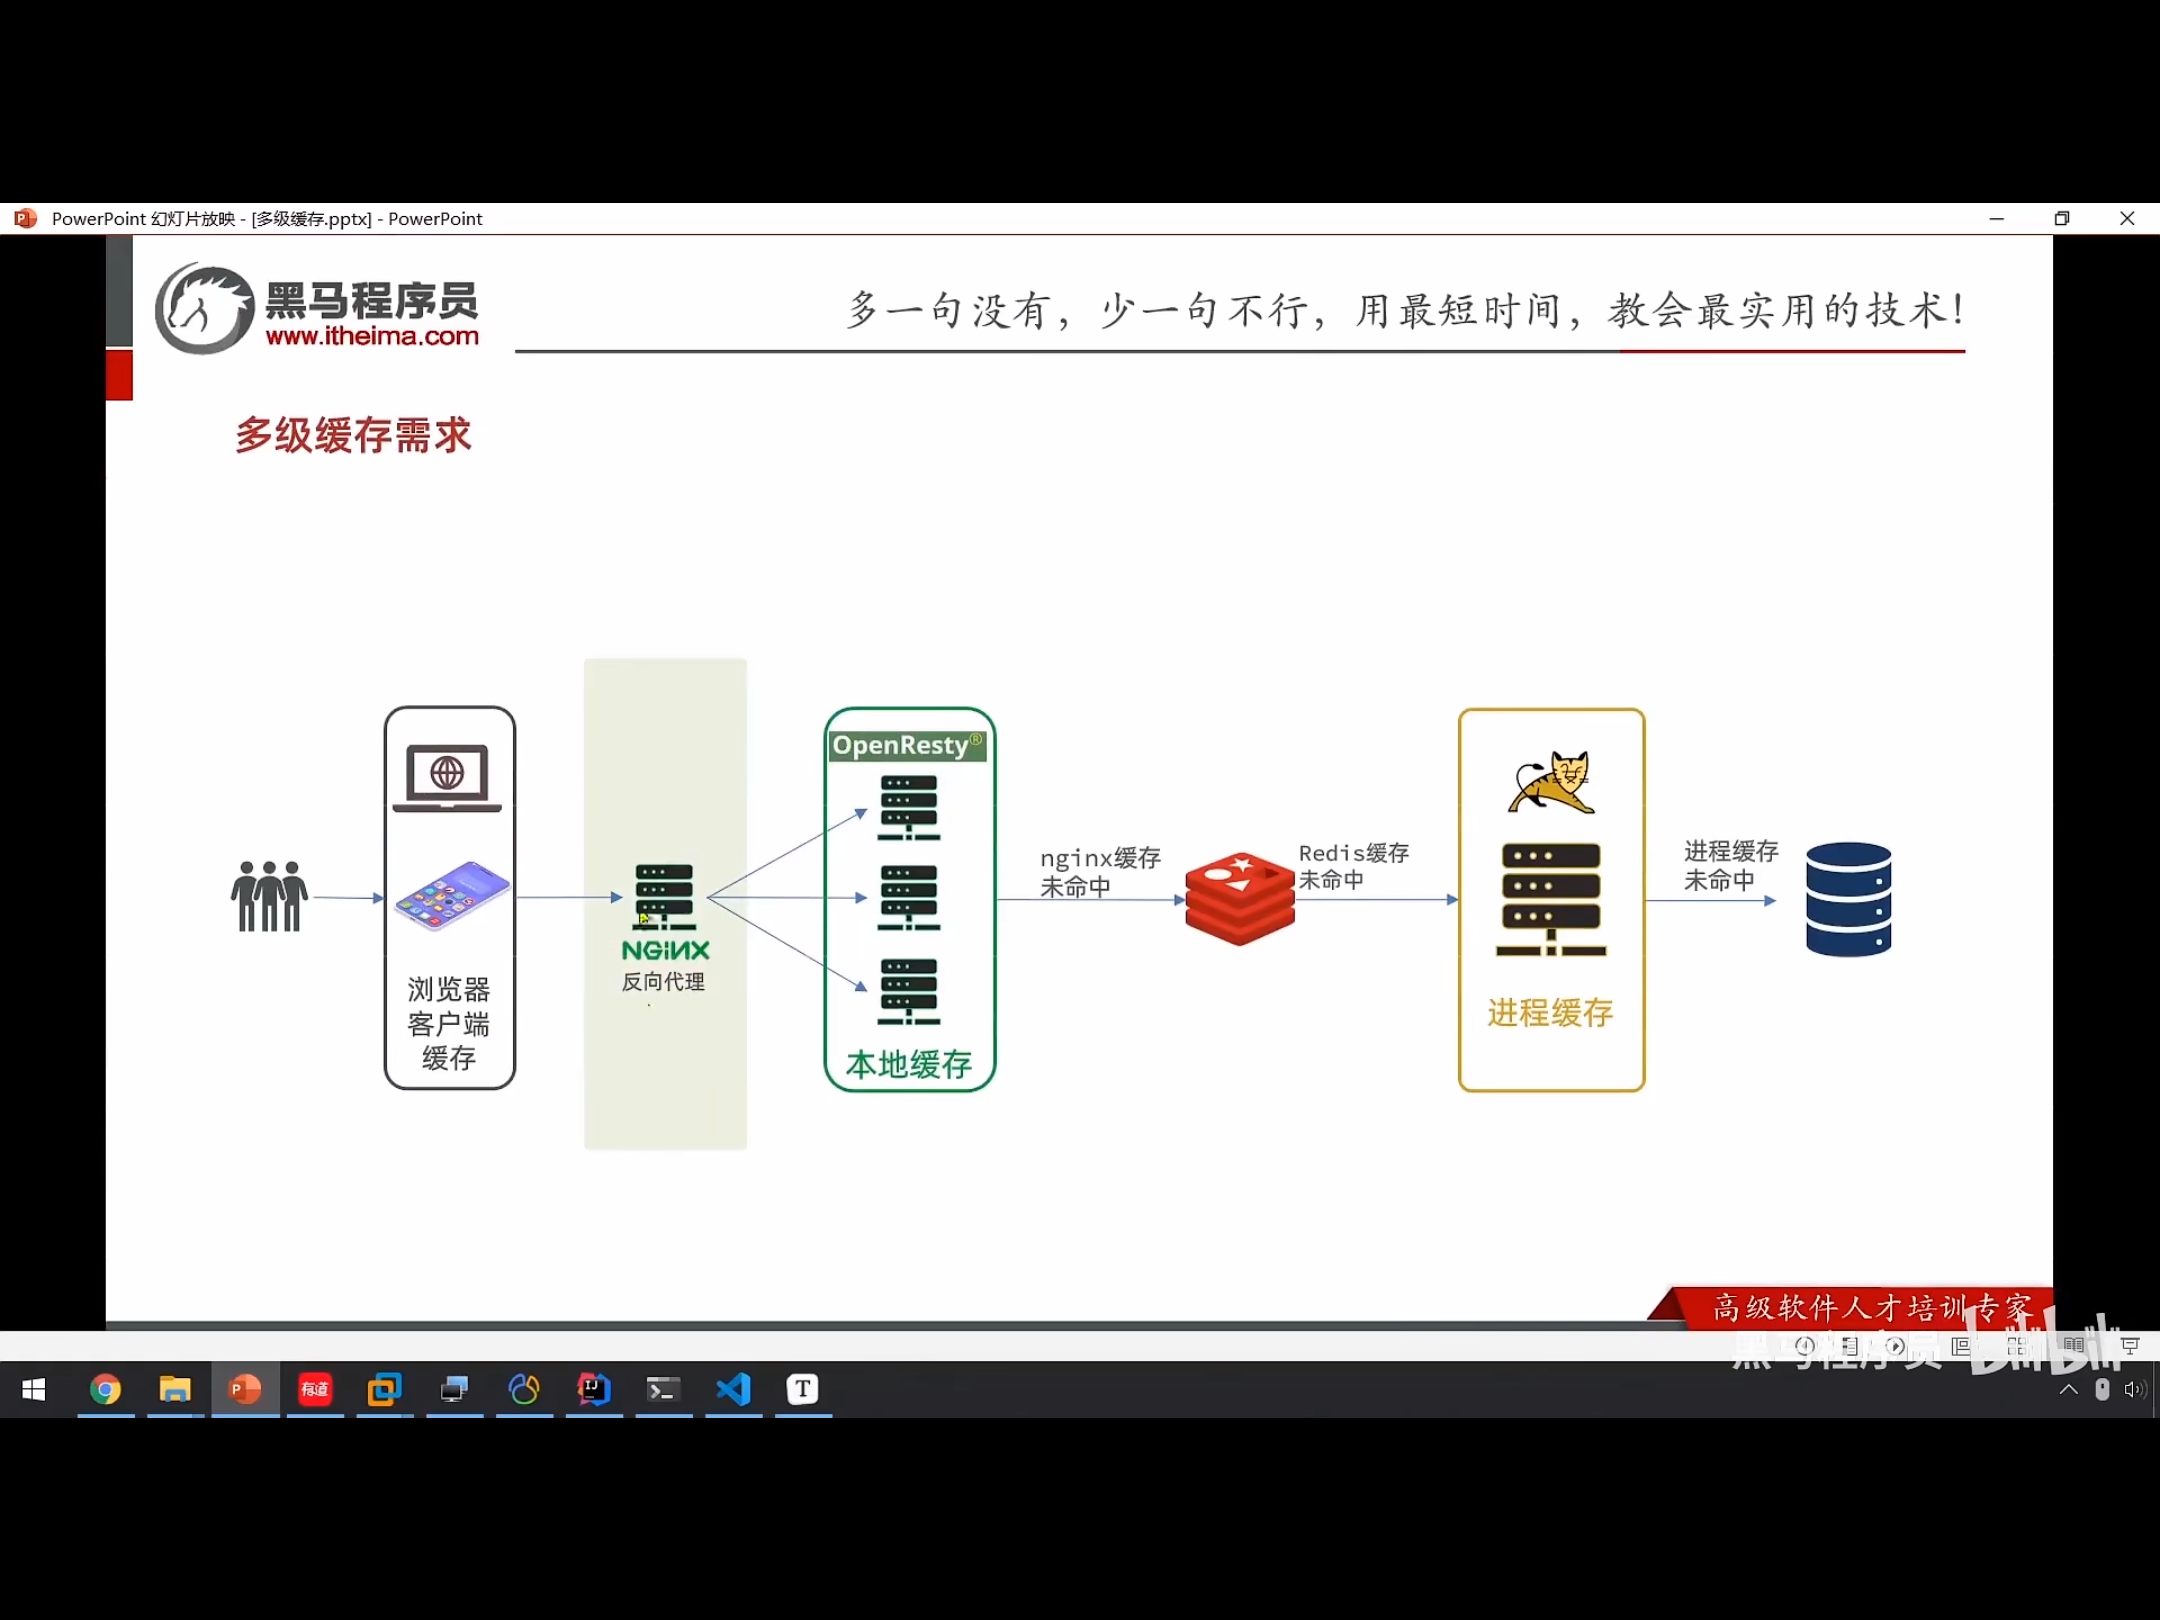 PowerPoint 幻灯片放映 - [多级缓存.pptx] - PowerPoint
黑马程序员
www.itheima.com
多一句没有，少一句不行，用最短时间，教会最实用的技术！
多级缓存需求
浏览器
客户端
缓存
NGINX
反向代理
OpenResty®
本地缓存
nginx缓存
未命中
Redis缓存
未命中
进程缓存
进程缓存
未命中
高级软件人才培训专家
黑马程序员 bilibili
有道
IJ
T